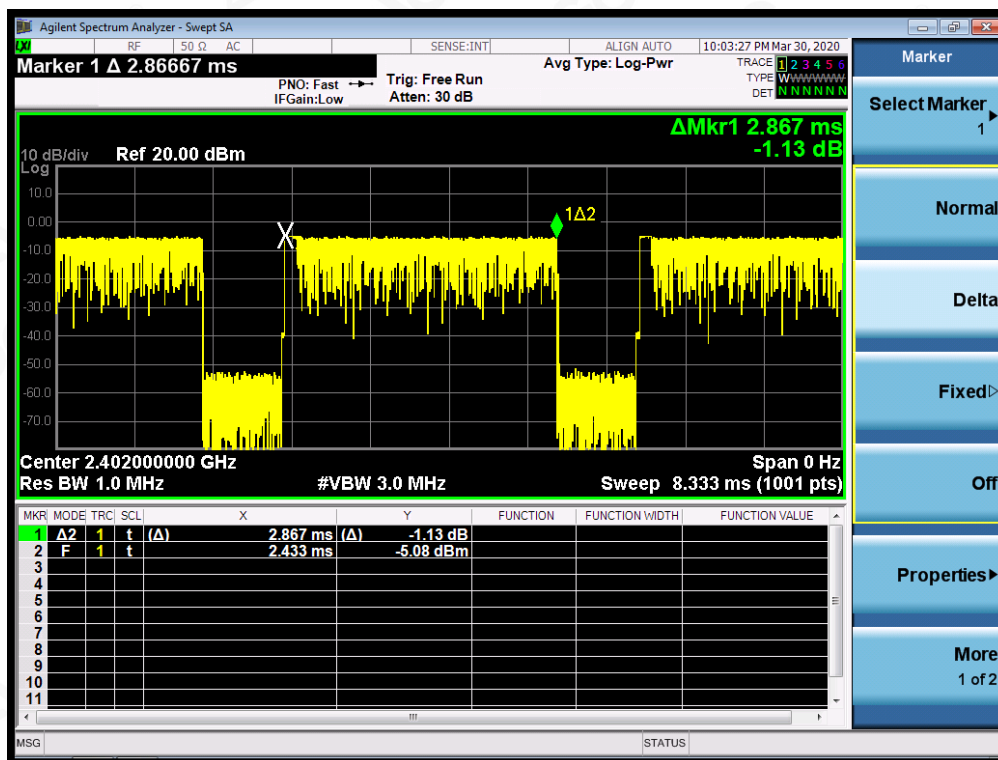 Agilent Spectrum Analyzer - Swept SA
LXI RF 50 Ω AC SENSE:INT ALIGN AUTO 10:03:27 PM Mar 30, 2020
Marker 1 Δ 2.86667 ms
PNO: Fast
IFGain:Low
Trig: Free Run
Atten: 30 dB
Avg Type: Log-Pwr
TRACE 1 2 3 4 5 6
TYPE WWWWWW
DET N N N N N N
ΔMkr1 2.867 ms
-1.13 dB
10 dB/div Ref 20.00 dBm
Log
10.0
0.00
-10.0
-20.0
-30.0
-40.0
-50.0
-60.0
-70.0
X
1Δ2
Center 2.402000000 GHz Span 0 Hz
Res BW 1.0 MHz #VBW 3.0 MHz Sweep 8.333 ms (1001 pts)
MKR MODE TRC SCL X Y FUNCTION FUNCTION WIDTH FUNCTION VALUE
1 Δ2 1 t (Δ) 2.867 ms (Δ) -1.13 dB
2 F 1 t 2.433 ms -5.08 dBm
3
4
5
6
7
8
9
10
11
MSG STATUS
Marker
Select Marker
1
Normal
Delta
Fixed
Off
Properties
More
1 of 2